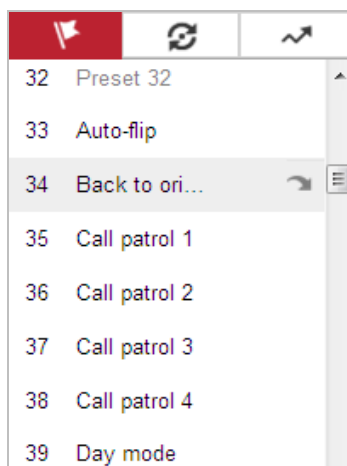 32 Preset 32
33 Auto-flip
34 Back to ori...
35 Call patrol 1
36 Call patrol 2
37 Call patrol 3
38 Call patrol 4
39 Day mode